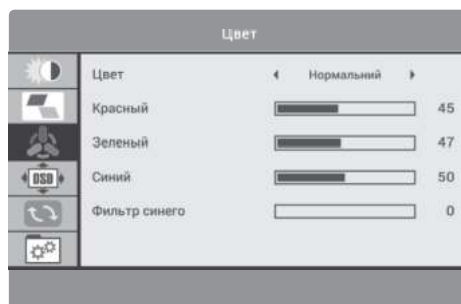 Цвет
Цвет Нормальный
Красный 45
Зеленый 47
Синий 50
OSD
Фильтр синего 0